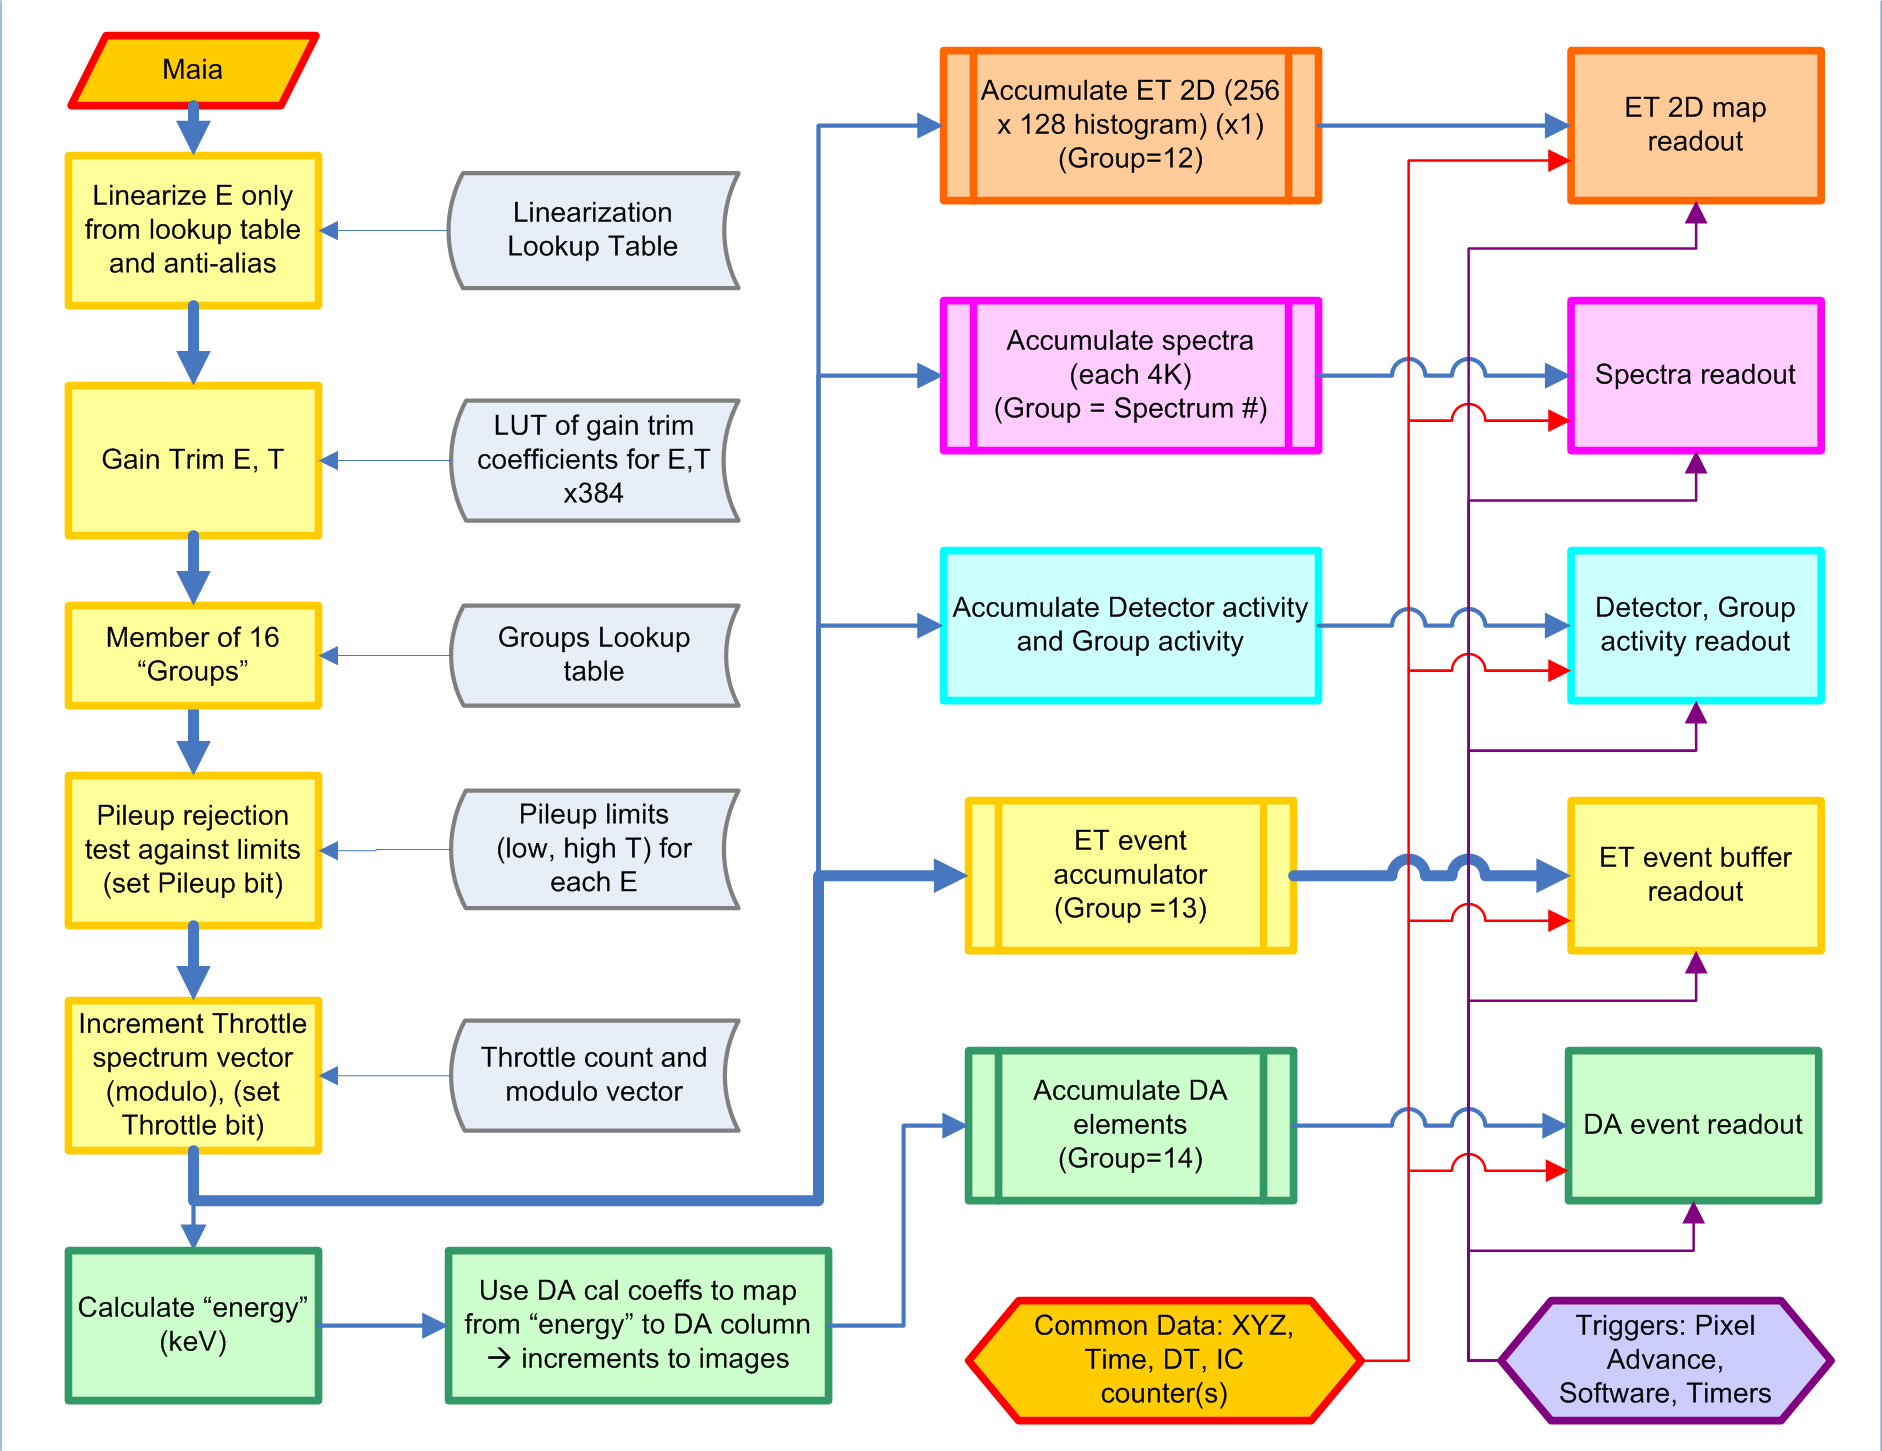 Maia
Linearize E only
from lookup table
and anti-alias
Linearization
Lookup Table
Gain Trim E, T
LUT of gain trim
coefficients for E,T
x384
Member of 16
“Groups”
Groups Lookup
table
Pileup rejection
test against limits
(set Pileup bit)
Pileup limits
(low, high T) for
each E
Increment Throttle
spectrum vector
(modulo), (set
Throttle bit)
Throttle count and
modulo vector
Calculate “energy”
(keV)
Use DA cal coeffs to map
from “energy” to DA column
→ increments to images
Accumulate ET 2D (256
x 128 histogram) (x1)
(Group=12)
ET 2D map
readout
Accumulate spectra
(each 4K)
(Group = Spectrum #)
Spectra readout
Accumulate Detector activity
and Group activity
Detector, Group
activity readout
ET event
accumulator
(Group =13)
ET event buffer
readout
Accumulate DA
elements
(Group=14)
DA event readout
Common Data: XYZ,
Time, DT, IC
counter(s)
Triggers: Pixel
Advance,
Software, Timers